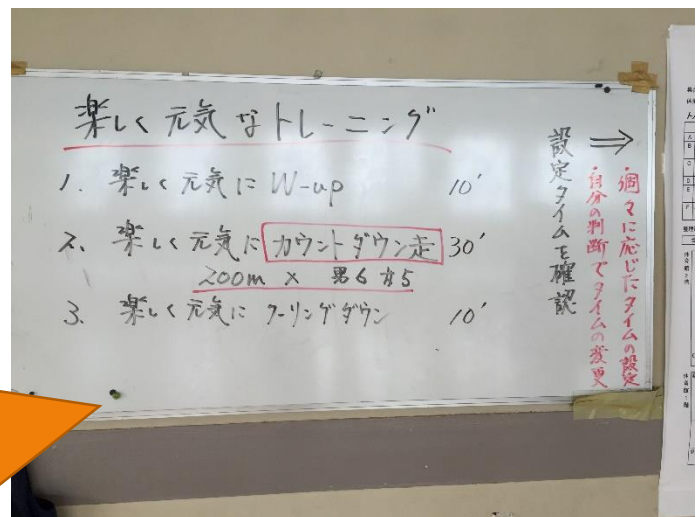 楽しく元気なトレーニング
1. 楽しく元気に W-up 10'
2. 楽しく元気に カウントダウン走 30'
200m × 男6 女5
3. 楽しく元気に クーリングダウン 10'
設定タイムを確認
⇒
・個々に応じたタイムの設定
・自分の判断でタイムの変更